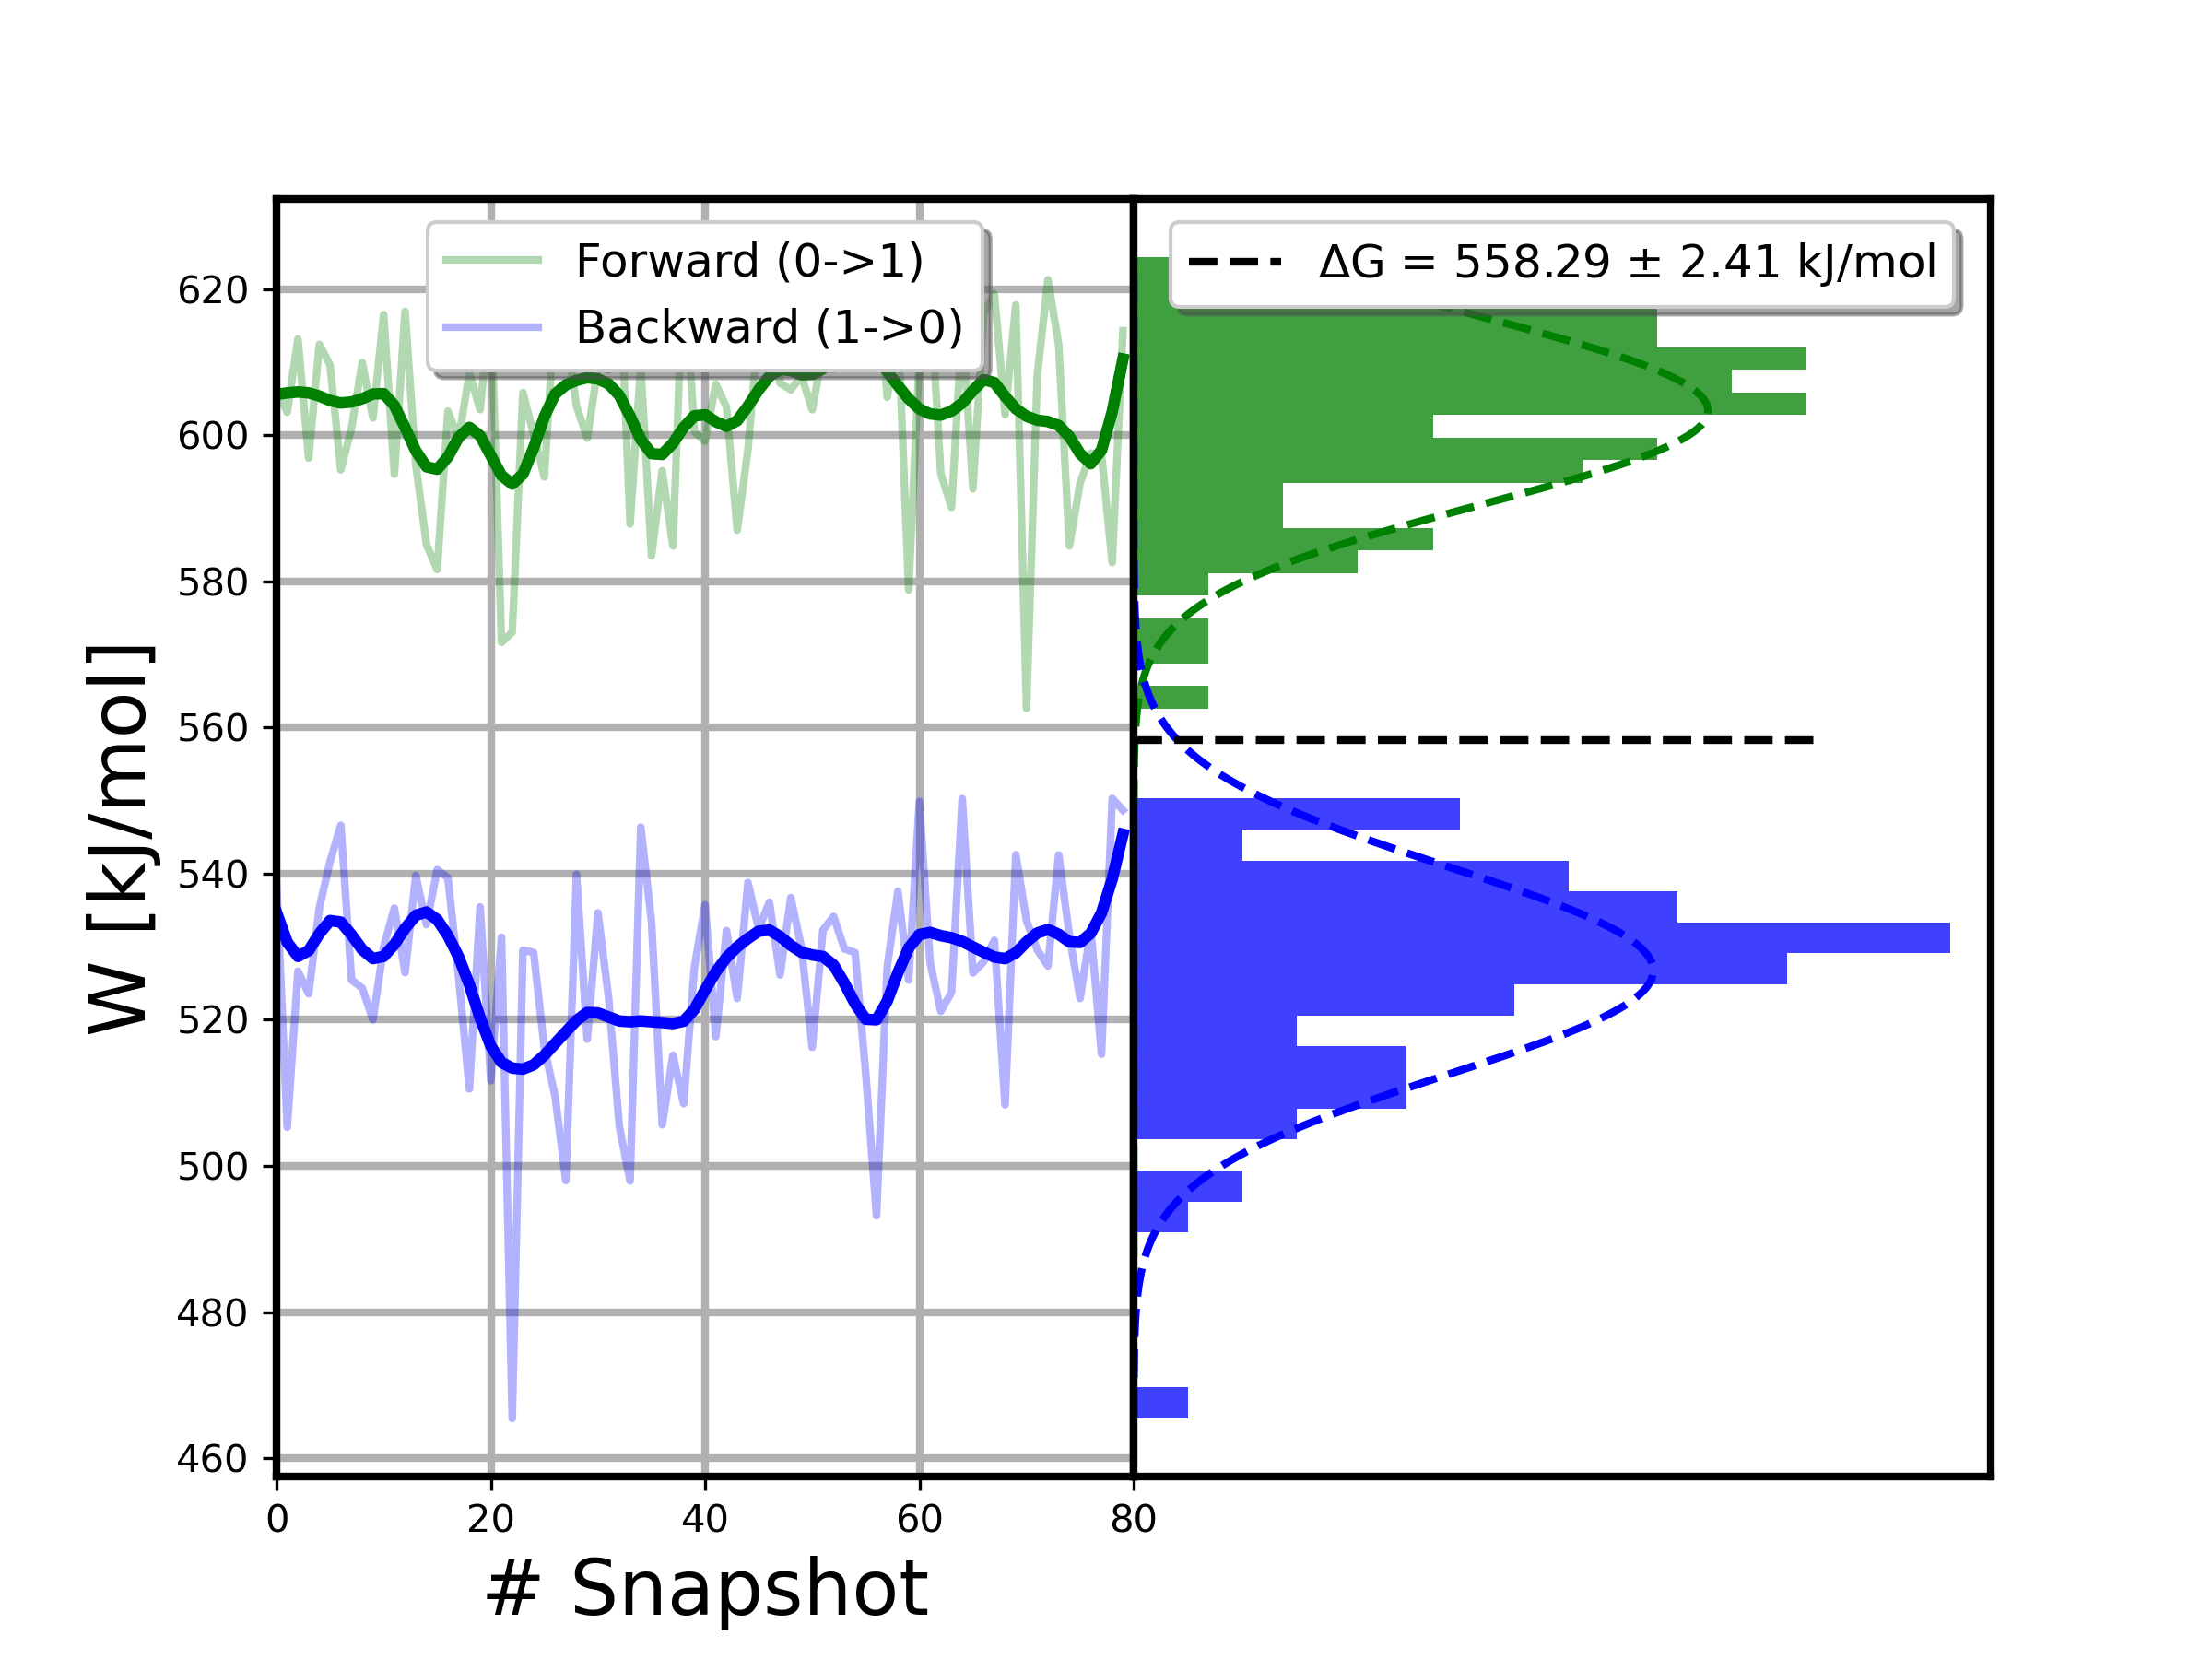 Forward (0->1)
Backward (1->0)
ΔG = 558.29 ± 2.41 kJ/mol
620
600
580
560
540
520
500
480
460
W [kJ/mol]
0 20 40 60 80
# Snapshot